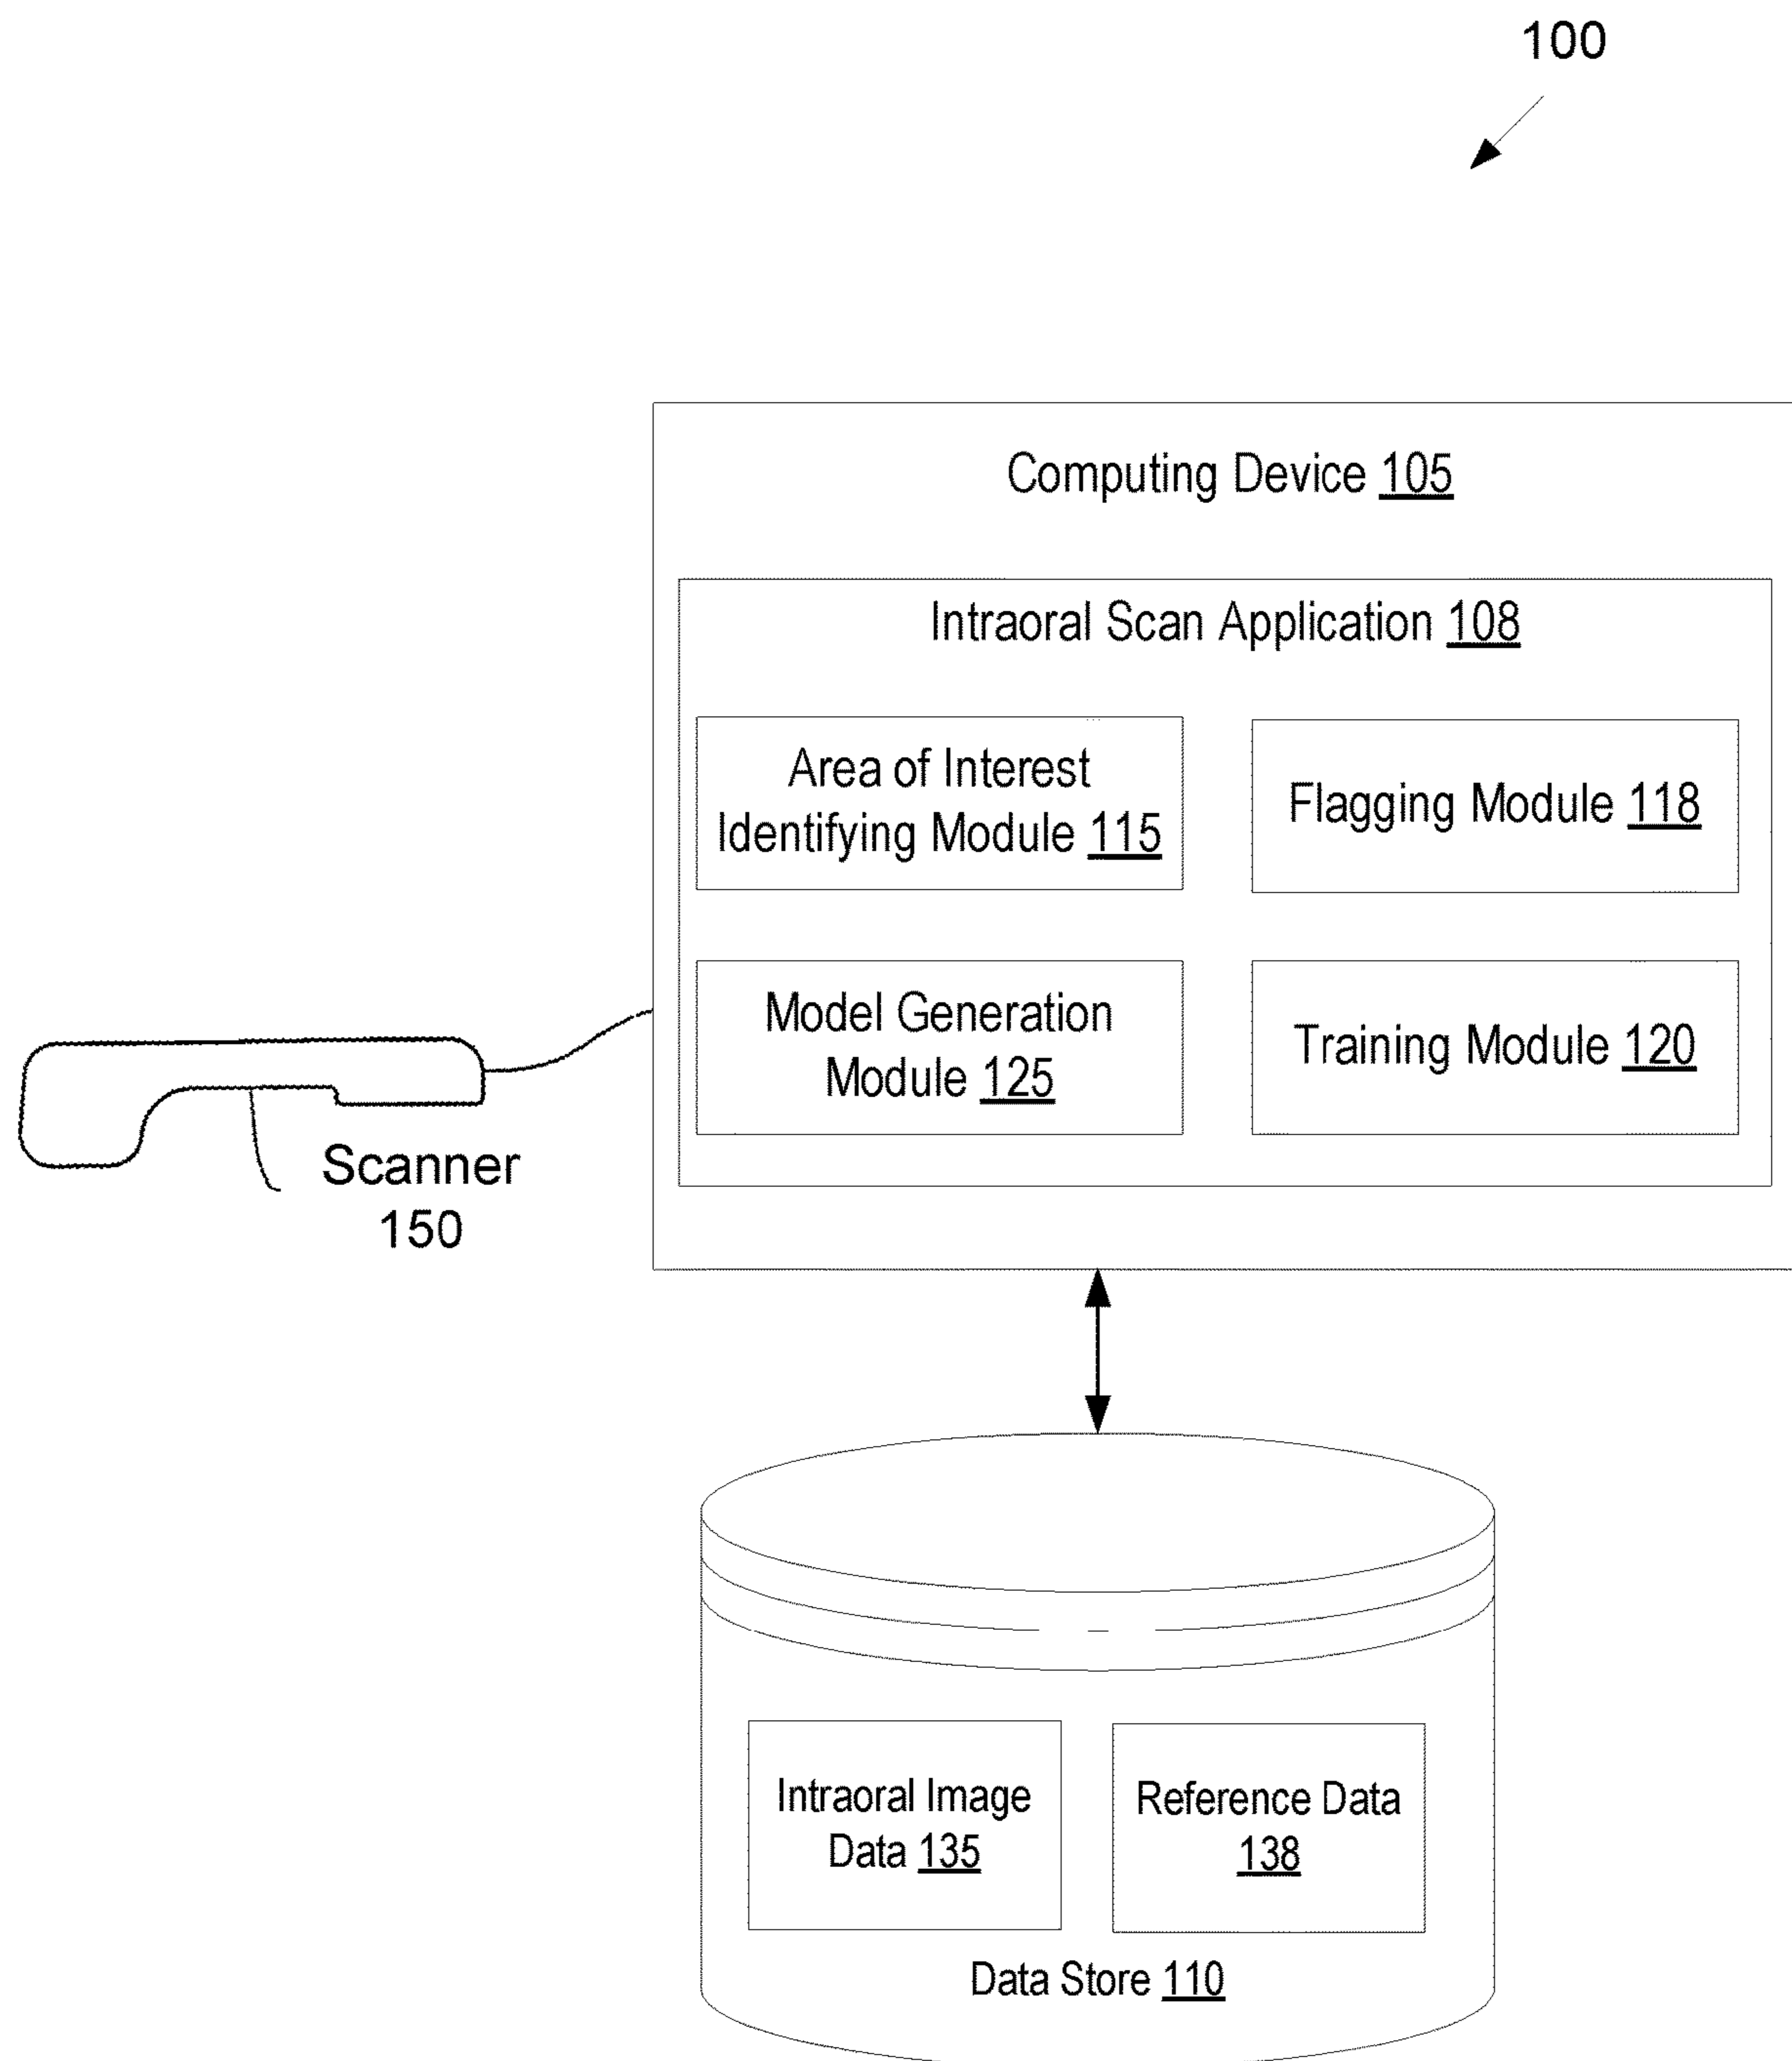 100
Computing Device 105
Intraoral Scan Application 108
Area of Interest
Identifying Module 115
Flagging Module 118
Model Generation
Module 125
Training Module 120
Scanner
150
Intraoral Image
Data 135
Reference Data
138
Data Store 110